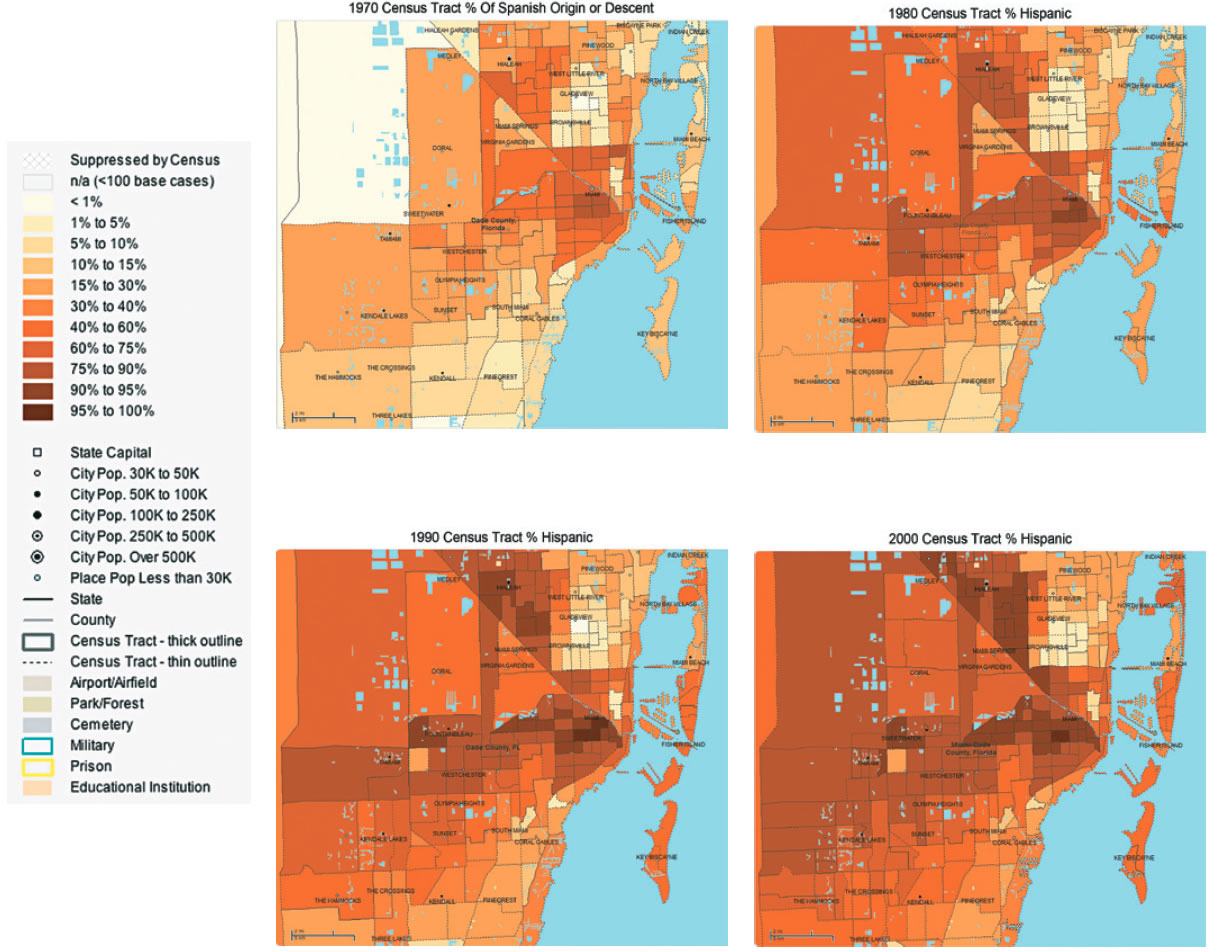 1970 Census Tract % Of Spanish Origin or Descent
1980 Census Tract % Hispanic
Suppressed by Census
n/a (<100 base cases)
< 1%
1% to 5%
5% to 10%
10% to 15%
15% to 30%
30% to 40%
40% to 60%
60% to 75%
75% to 90%
90% to 95%
95% to 100%
State Capital
City Pop. 30K to 50K
City Pop. 50K to 100K
City Pop. 100K to 250K
City Pop. 250K to 500K
City Pop. Over 500K
Place Pop Less than 30K
State
County
Census Tract - thick outline
Census Tract - thin outline
Airport/Airfield
Park/Forest
Cemetery
Military
Prison
Educational Institution
HIALEAH GARDENS
BISCAYNE PARK
INDIAN CREEK
MEDLEY
PINEWOOD
HIALEAH
WEST LITTLE RIVER
NORTH BAY VILLAGE
GLADEVIEW
MIAMI SPRINGS
BROWNSVILLE
MIAMI BEACH
VIRGINIA GARDENS
DORAL
MIAMI
SWEETWATER
Dade County,
Florida
FISHER ISLAND
TAMIAMI
WESTCHESTER
OLYMPIA HEIGHTS
KENDALE LAKES
SUNSET
SOUTH MIAMI
CORAL GABLES
KEY BISCAYNE
THE CROSSINGS
THE HAMMOCKS
KENDALL
PINECREST
THREE LAKES
HIALEAH GARDENS
BISCAYNE PARK
INDIAN CREEK
MEDLEY
PINEWOOD
HIALEAH
WEST LITTLE RIVER
NORTH BAY VILLAGE
GLADEVIEW
MIAMI SPRINGS
BROWNSVILLE
MIAMI BEACH
VIRGINIA GARDENS
DORAL
MIAMI
FOUNTAINBLEAU
Dade County
Florida
FISHER ISLAND
TAMIAMI
WESTCHESTER
OLYMPIA HEIGHTS
KENDALE LAKES
SUNSET
SOUTH MIAMI
CORAL GABLES
KEY BISCAYNE
THE CROSSINGS
THE HAMMOCKS
KENDALL
PINECREST
THREE LAKES
1990 Census Tract % Hispanic
2000 Census Tract % Hispanic
INDIAN CREEK
MEDLEY
PINEWOOD
HIALEAH
WEST LITTLE RIVER
NORTH BAY VILLAGE
GLADEVIEW
MIAMI SPRINGS
BROWNSVILLE
MIAMI BEACH
VIRGINIA GARDENS
DORAL
MIAMI
FOUNTAINBLEAU
Dade County, FL
FISHER ISLAND
TAMIAMI
WESTCHESTER
OLYMPIA HEIGHTS
KENDALE LAKES
SUNSET
SOUTH MIAMI
CORAL GABLES
KEY BISCAYNE
THE CROSSINGS
THE HAMMOCKS
KENDALL
PINECREST
THREE LAKES
INDIAN CREEK
MEDLEY
PINEWOOD
HIALEAH
WEST LITTLE RIVER
NORTH BAY VILLAGE
GLADEVIEW
MIAMI SPRINGS
BROWNSVILLE
MIAMI BEACH
VIRGINIA GARDENS
DORAL
MIAMI
SWEETWATER
Miami-Dade
County, Florida
FISHER ISLAND
TAMIAMI
WESTCHESTER
OLYMPIA HEIGHTS
KENDALE LAKES
SUNSET
SOUTH MIAMI
CORAL GABLES
KEY BISCAYNE
THE CROSSINGS
THE HAMMOCKS
KENDALL
PINECREST
THREE LAKES